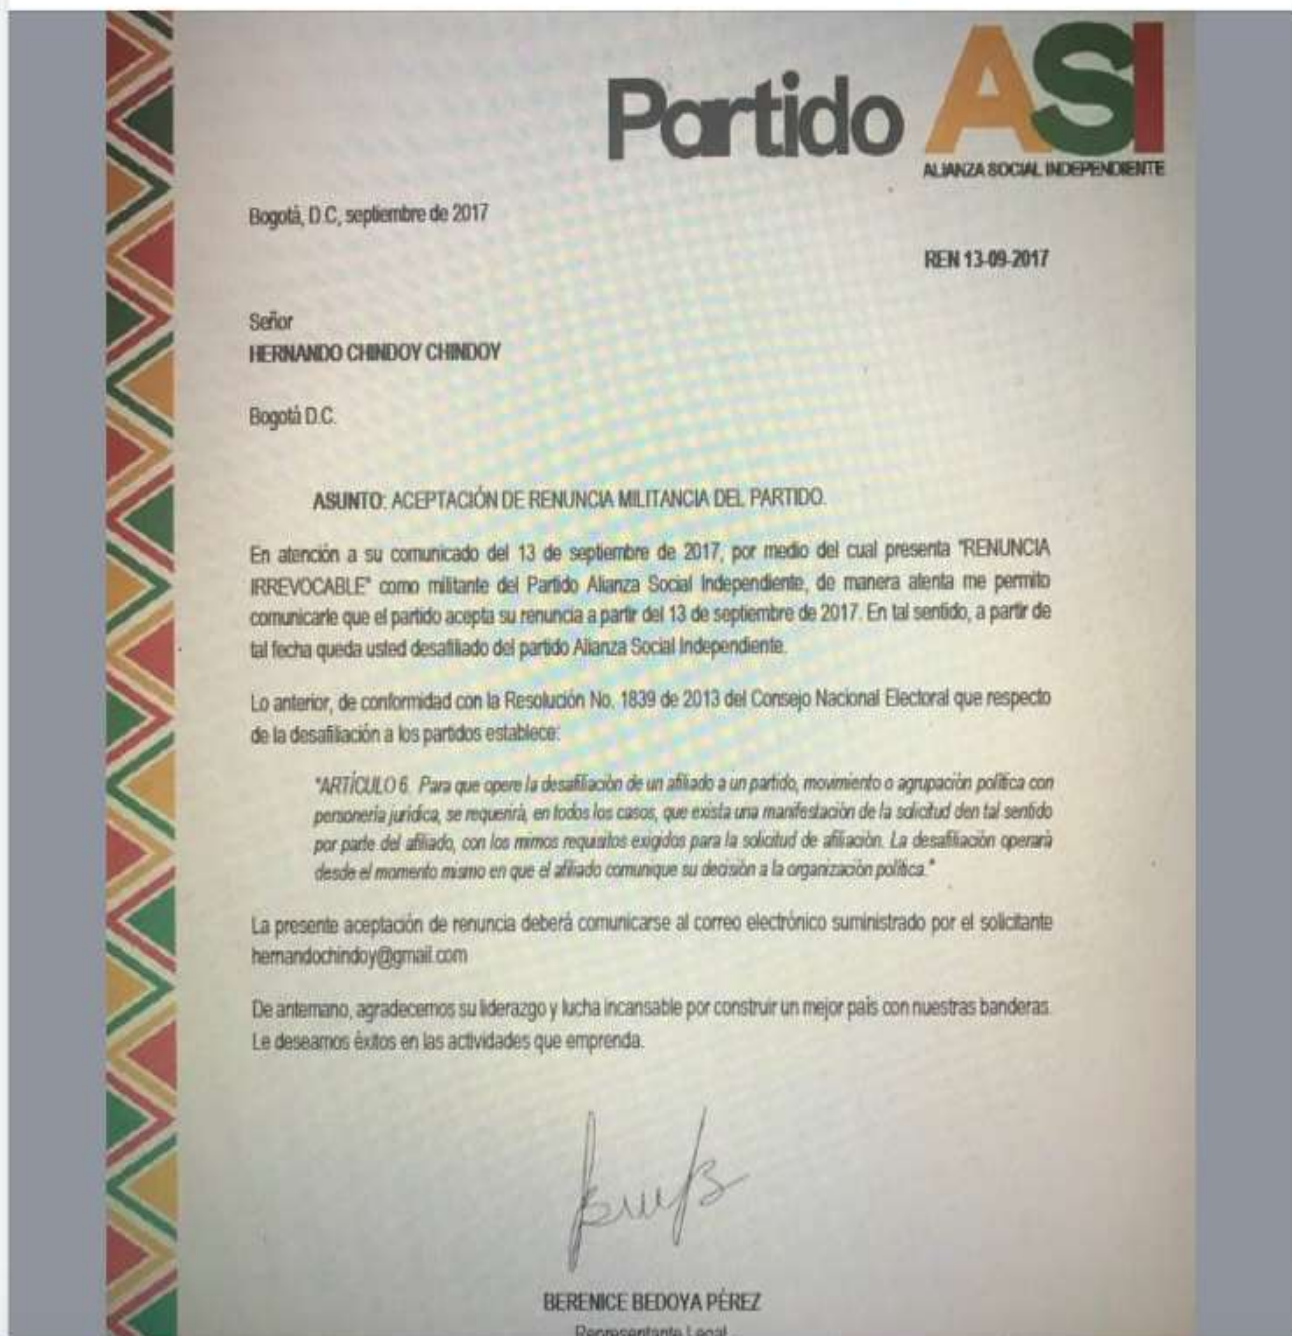 Partido ASI
ALIANZA SOCIAL INDEPENDIENTE
Bogotá, D.C, septiembre de 2017
REN 13-09-2017
Señor
HERNANDO CHINDOY CHINDOY
Bogotá D.C.
ASUNTO: ACEPTACIÓN DE RENUNCIA MILITANCIA DEL PARTIDO.
En atención a su comunicado del 13 de septiembre de 2017, por medio del cual presenta "RENUNCIA
IRREVOCABLE" como militante del Partido Alianza Social Independiente, de manera atenta me permito
comunicarle que el partido acepta su renuncia a partir del 13 de septiembre de 2017. En tal sentido, a partir de
tal fecha queda usted desafiliado del partido Alianza Social Independiente.
Lo anterior, de conformidad con la Resolución No. 1839 de 2013 del Consejo Nacional Electoral que respecto
de la desafiliación a los partidos establece:
"ARTÍCULO 6. Para que opere la desafiliación de un afiliado a un partido, movimiento o agrupación política con
personería jurídica, se requerirá, en todos los casos, que exista una manifestación de la solicitud den tal sentido
por parte del afiliado, con los mimos requisitos exigidos para la solicitud de afiliación. La desafiliación operará
desde el momento mismo en que el afiliado comunique su decisión a la organización política."
La presente aceptación de renuncia deberá comunicarse al correo electrónico suministrado por el solicitante
hernandochindoy@gmail.com
De antemano, agradecemos su liderazgo y lucha incansable por construir un mejor país con nuestras banderas.
Le deseamos éxitos en las actividades que emprenda.
BERENICE BEDOYA PÉREZ
Representante Legal